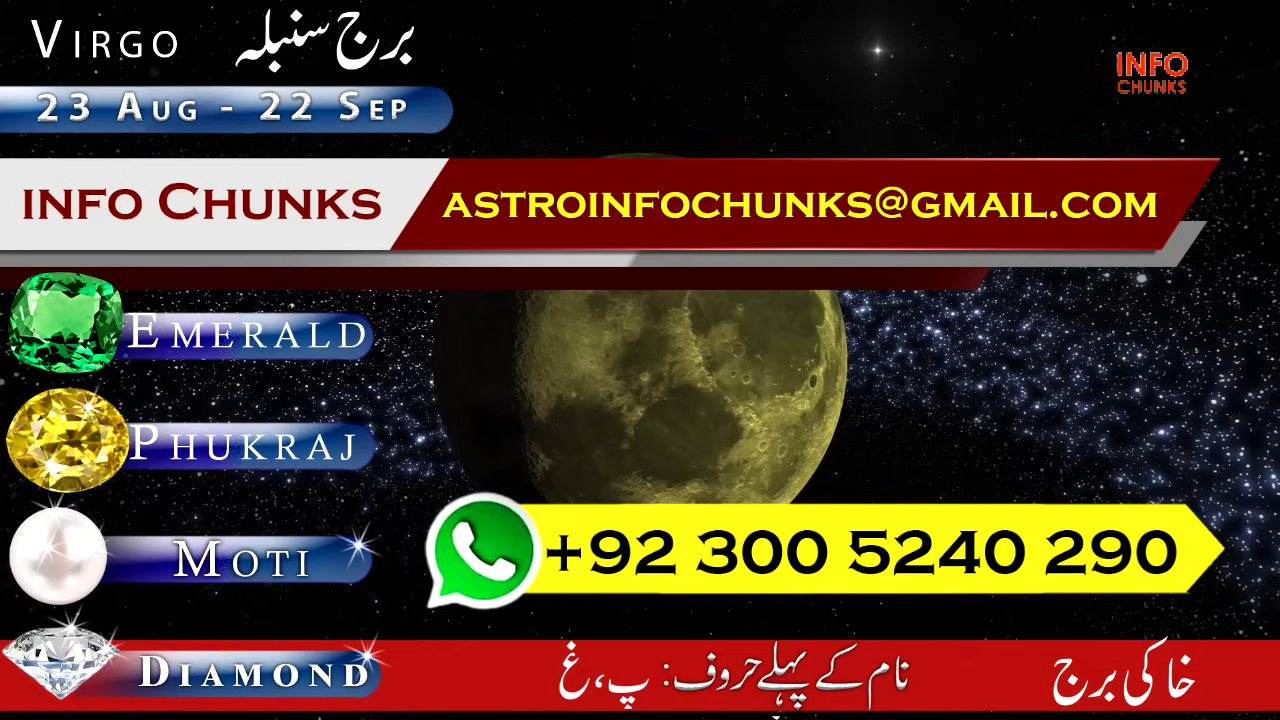 VIRGO برج سنبلہ
23 AUG - 22 SEP
INFO
CHUNKS
INFO CHUNKS ASTROINFOCHUNKS@GMAIL.COM
EMERALD
PHUKRAJ
MOTI
+92 300 5240 290
DIAMOND
خاکی برج نام کے پہلے حروف: پ، غ